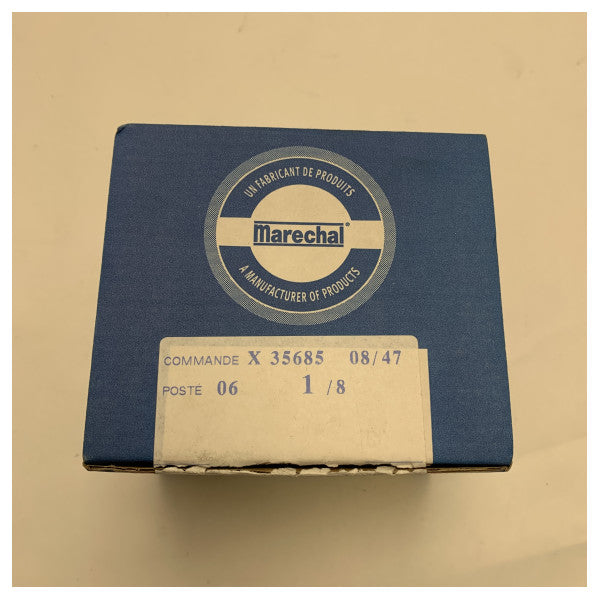 UN FABRICANT DE PRODUITS
marechal®
A MANUFACTURER OF PRODUCTS
COMMANDE X 35685 08/47
POSTE 06 1 /8